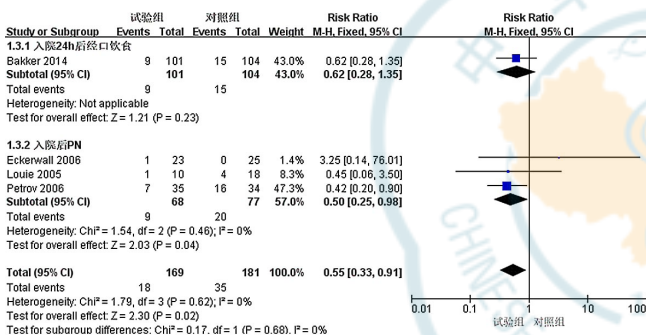 试验组 对照组 Risk Ratio Risk Ratio
Study or Subgroup Events Total Events Total Weight M-H, Fixed, 95% CI M-H, Fixed, 95% CI
1.3.1 入院24h后经口饮食
Bakker 2014 9 101 15 104 43.0% 0.62 [0.28, 1.35]
Subtotal (95% CI) 101 104 43.0% 0.62 [0.28, 1.35]
Total events 9 15
Heterogeneity: Not applicable
Test for overall effect: Z = 1.21 (P = 0.23)
1.3.2 入院后PN
Eckerwall 2006 1 23 0 25 1.4% 3.25 [0.14, 76.01]
Louie 2005 1 10 4 18 8.3% 0.45 [0.06, 3.50]
Petrov 2006 7 35 16 34 47.3% 0.42 [0.20, 0.90]
Subtotal (95% CI) 68 77 57.0% 0.50 [0.25, 0.98]
Total events 9 20
Heterogeneity: Chi² = 1.54, df = 2 (P = 0.46); I² = 0%
Test for overall effect: Z = 2.03 (P = 0.04)
Total (95% CI) 169 181 100.0% 0.55 [0.33, 0.91]
Total events 18 35
Heterogeneity: Chi² = 1.79, df = 3 (P = 0.62); I² = 0%
Test for overall effect: Z = 2.30 (P = 0.02)
Test for subgroup differences: Chi² = 0.17, df = 1 (P = 0.68), I² = 0%
0.01 0.1 1 10 100
试验组 对照组